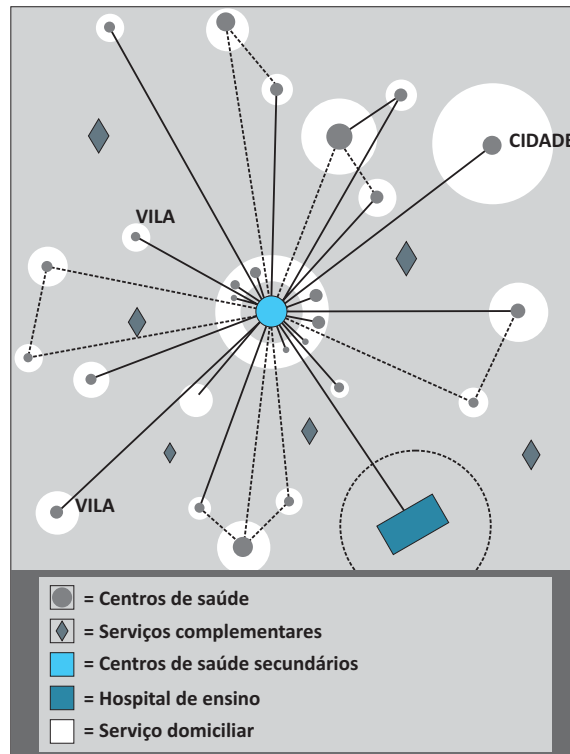 CIDADE
VILA
VILA
= Centros de saúde
= Serviços complementares
= Centros de saúde secundários
= Hospital de ensino
= Serviço domiciliar